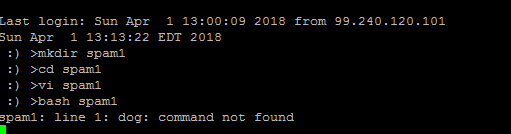 Last login: Sun Apr  1 13:00:09 2018 from 99.240.120.101
Sun Apr  1 13:13:22 EDT 2018
 :) >mkdir spam1
 :) >cd spam1
 :) >vi spam1
 :) >bash spam1
spam1: line 1: dog: command not found